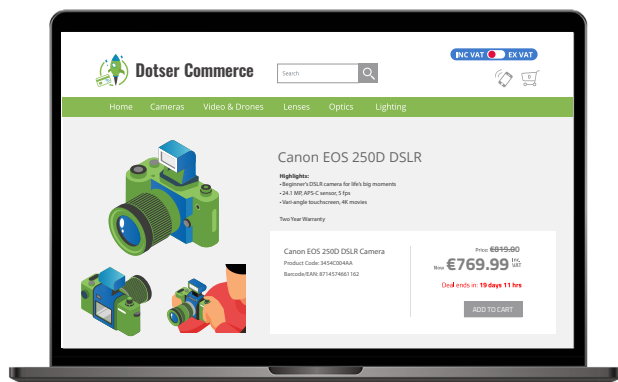 INC VAT EX VAT
Dotser Commerce
Search
0
Home Cameras Video & Drones Lenses Optics Lighting
Canon EOS 250D DSLR
Highlights:
• Beginner's DSLR camera for life's big moments
• 24.1 MP, APS-C sensor, 5 fps
• Vari-angle touchscreen, 4K movies
Two Year Warranty
Canon EOS 250D DSLR Camera
Product Code: 3454C004AA
Barcode/EAN: 8714574661162
Price: €819.00
Now €769.99 INC VAT
Deal ends in: 19 days 11 hrs
ADD TO CART